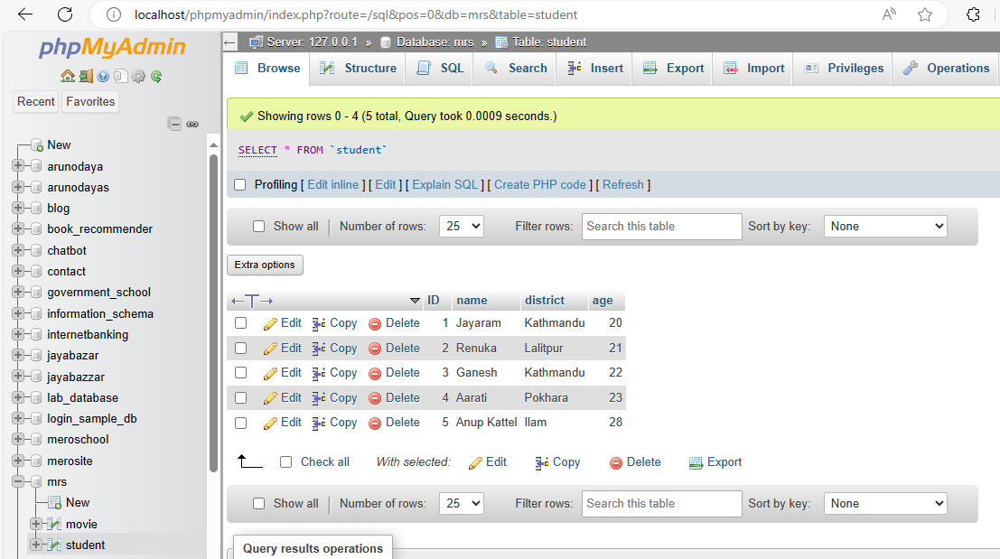 localhost/phpmyadmin/index.php?route=/sql&pos=0&db=mrs&table=student
phpMyAdmin
Recent Favorites
New
arunodaya
arunodayas
blog
book_recommender
chatbot
contact
government_school
information_schema
internetbanking
jayabazar
jayabazzar
lab_database
login_sample_db
meroschool
merosite
mrs
New
movie
student
Server: 127.0.0.1 » Database: mrs » Table: student
Browse Structure SQL Search Insert Export Import Privileges Operations
Showing rows 0 - 4 (5 total, Query took 0.0009 seconds.)
SELECT * FROM `student`
Profiling [ Edit inline ] [ Edit ] [ Explain SQL ] [ Create PHP code ] [ Refresh ]
Show all Number of rows: 25 Filter rows: Search this table Sort by key: None
Extra options
←T→ ID name district age
Edit Copy Delete 1 Jayaram Kathmandu 20
Edit Copy Delete 2 Renuka Lalitpur 21
Edit Copy Delete 3 Ganesh Kathmandu 22
Edit Copy Delete 4 Aarati Pokhara 23
Edit Copy Delete 5 Anup Kattel Ilam 28
Check all With selected: Edit Copy Delete Export
Show all Number of rows: 25 Filter rows: Search this table Sort by key: None
Query results operations